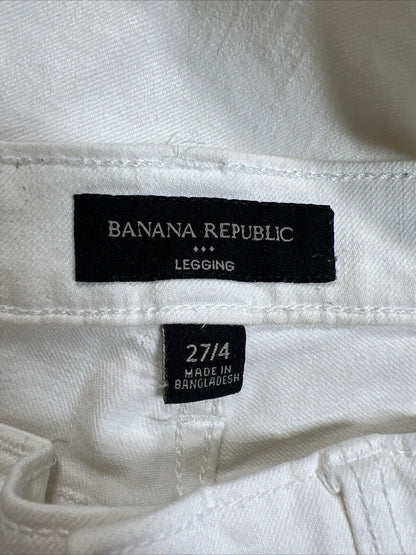 BANANA REPUBLIC
LEGGING
27/4
MADE IN
BANGLADESH